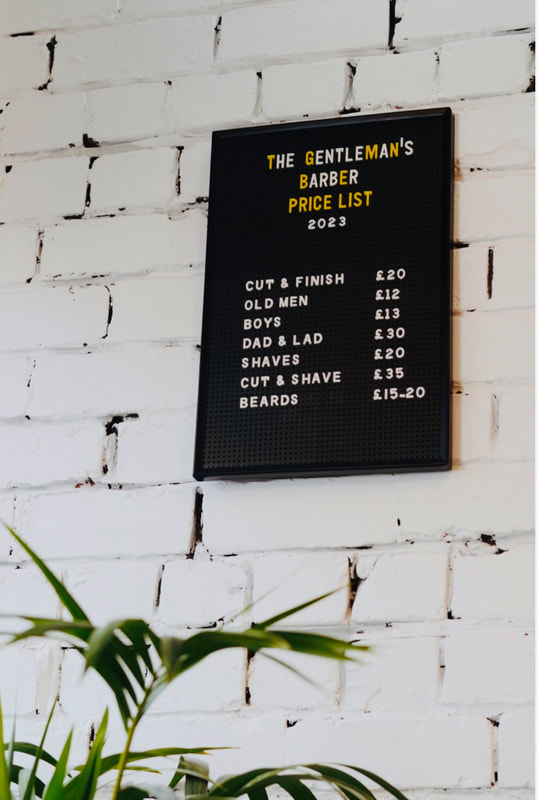 THE GENTLEMAN'S
BARBER
PRICE LIST
2023
CUT & FINISH £20
OLD MEN £12
BOYS £13
DAD & LAD £30
SHAVES £20
CUT & SHAVE £35
BEARDS £15-20